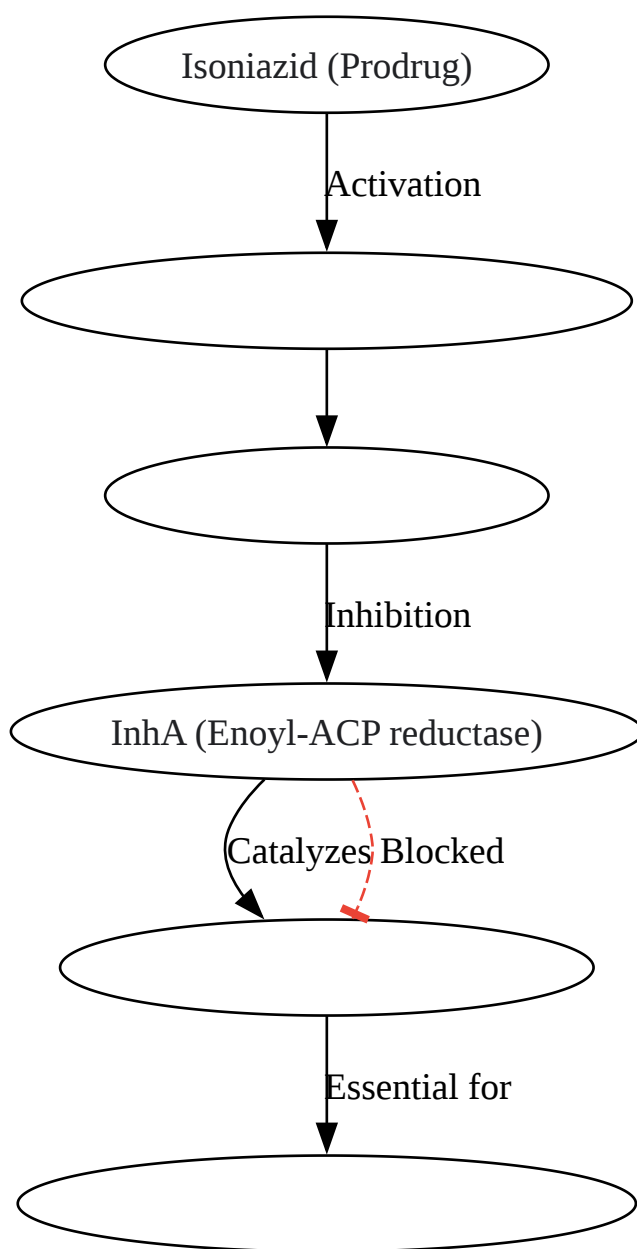 Isoniazid (Prodrug)
Activation
Inhibition
InhA (Enoyl-ACP reductase)
Catalyzes
Blocked
Essential for